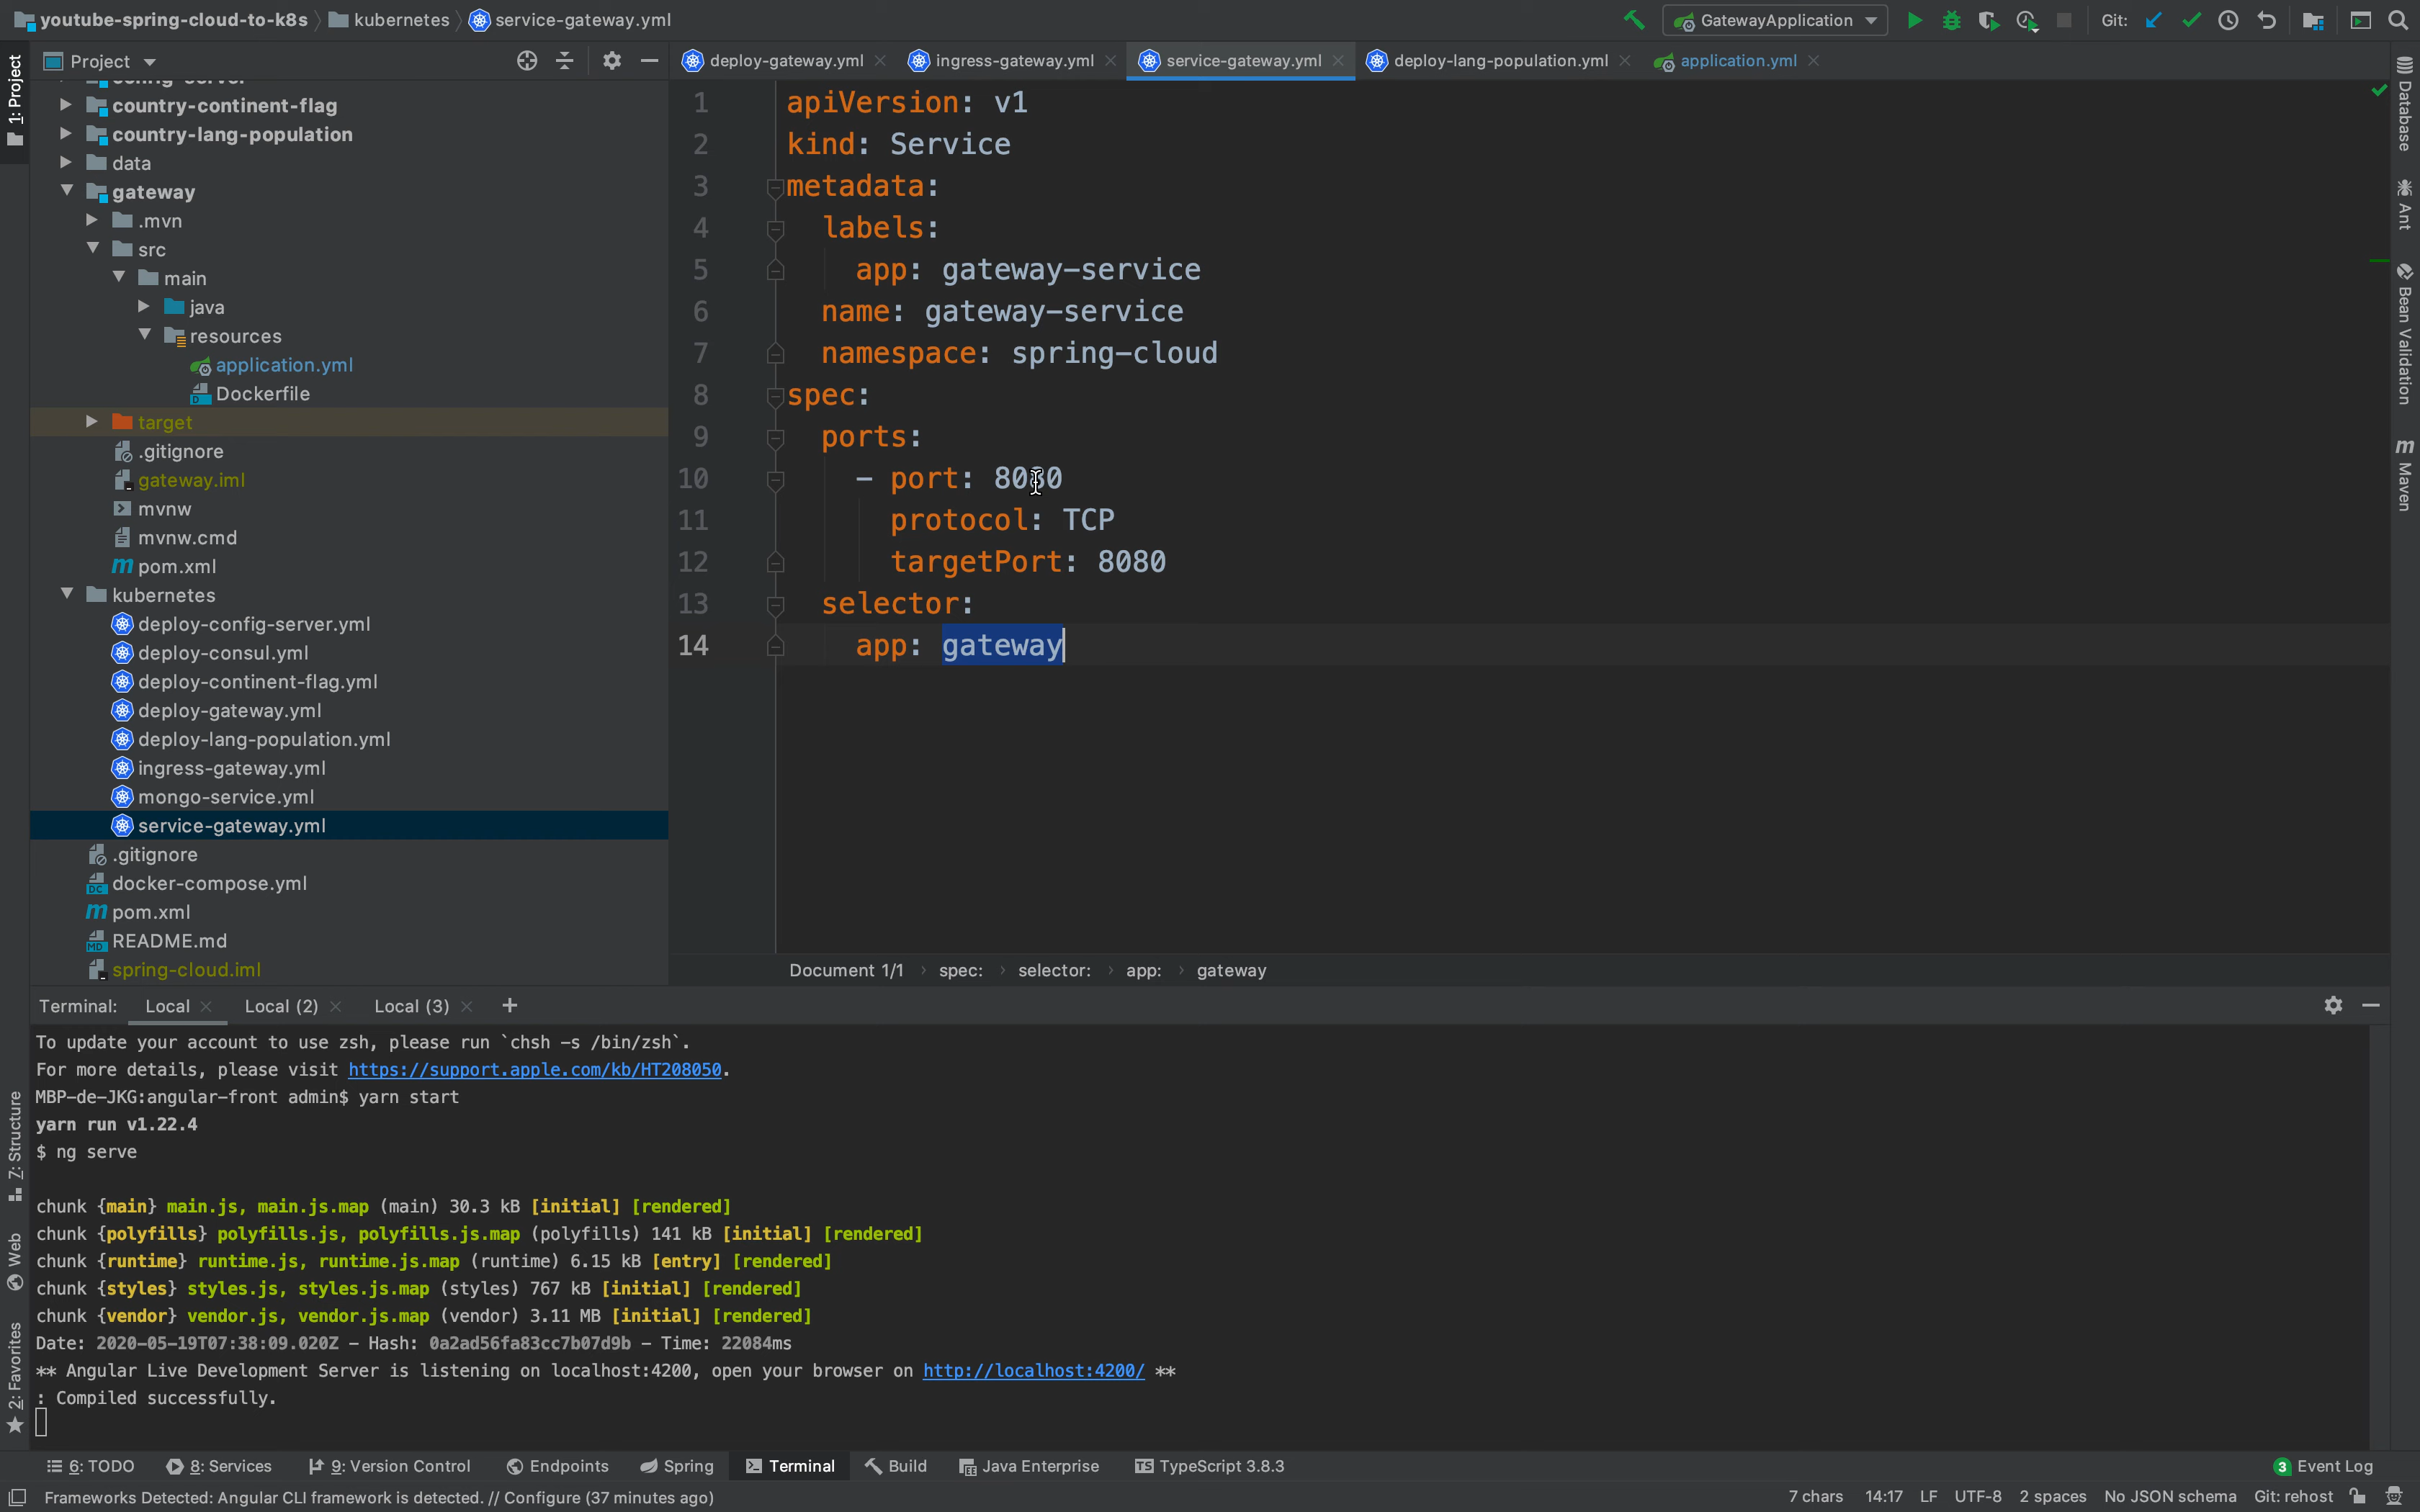 youtube-spring-cloud-to-k8s kubernetes service-gateway.yml
GatewayApplication
Git:
Project
deploy-gateway.yml
ingress-gateway.yml
service-gateway.yml
deploy-lang-population.yml
application.yml
country-continent-flag
country-lang-population
data
gateway
.mvn
src
main
java
resources
application.yml
Dockerfile
target
.gitignore
gateway.iml
mvnw
mvnw.cmd
pom.xml
kubernetes
deploy-config-server.yml
deploy-consul.yml
deploy-continent-flag.yml
deploy-gateway.yml
deploy-lang-population.yml
ingress-gateway.yml
mongo-service.yml
service-gateway.yml
.gitignore
docker-compose.yml
pom.xml
README.md
spring-cloud.iml
1 apiVersion: v1
2 kind: Service
3 metadata:
4 labels:
5 app: gateway-service
6 name: gateway-service
7 namespace: spring-cloud
8 spec:
9 ports:
10 - port: 8080
11 protocol: TCP
12 targetPort: 8080
13 selector:
14 app: gateway
Document 1/1 spec: selector: app: gateway
1: Project
Z: Structure
Web
2: Favorites
Database
Ant
Bean Validation
Maven
Terminal: Local Local (2) Local (3)
To update your account to use zsh, please run `chsh -s /bin/zsh`.
For more details, please visit https://support.apple.com/kb/HT208050.
MBP-de-JKG:angular-front admin$ yarn start
yarn run v1.22.4
$ ng serve
chunk {main} main.js, main.js.map (main) 30.3 kB [initial] [rendered]
chunk {polyfills} polyfills.js, polyfills.js.map (polyfills) 141 kB [initial] [rendered]
chunk {runtime} runtime.js, runtime.js.map (runtime) 6.15 kB [entry] [rendered]
chunk {styles} styles.js, styles.js.map (styles) 767 kB [initial] [rendered]
chunk {vendor} vendor.js, vendor.js.map (vendor) 3.11 MB [initial] [rendered]
Date: 2020-05-19T07:38:09.020Z - Hash: 0a2ad56fa83cc7b07d9b - Time: 22084ms
** Angular Live Development Server is listening on localhost:4200, open your browser on http://localhost:4200/ **
: Compiled successfully.
6: TODO 8: Services 9: Version Control Endpoints Spring Terminal Build Java Enterprise TypeScript 3.8.3 3 Event Log
Frameworks Detected: Angular CLI framework is detected. // Configure (37 minutes ago) 7 chars 14:17 LF UTF-8 2 spaces No JSON schema Git: rehost